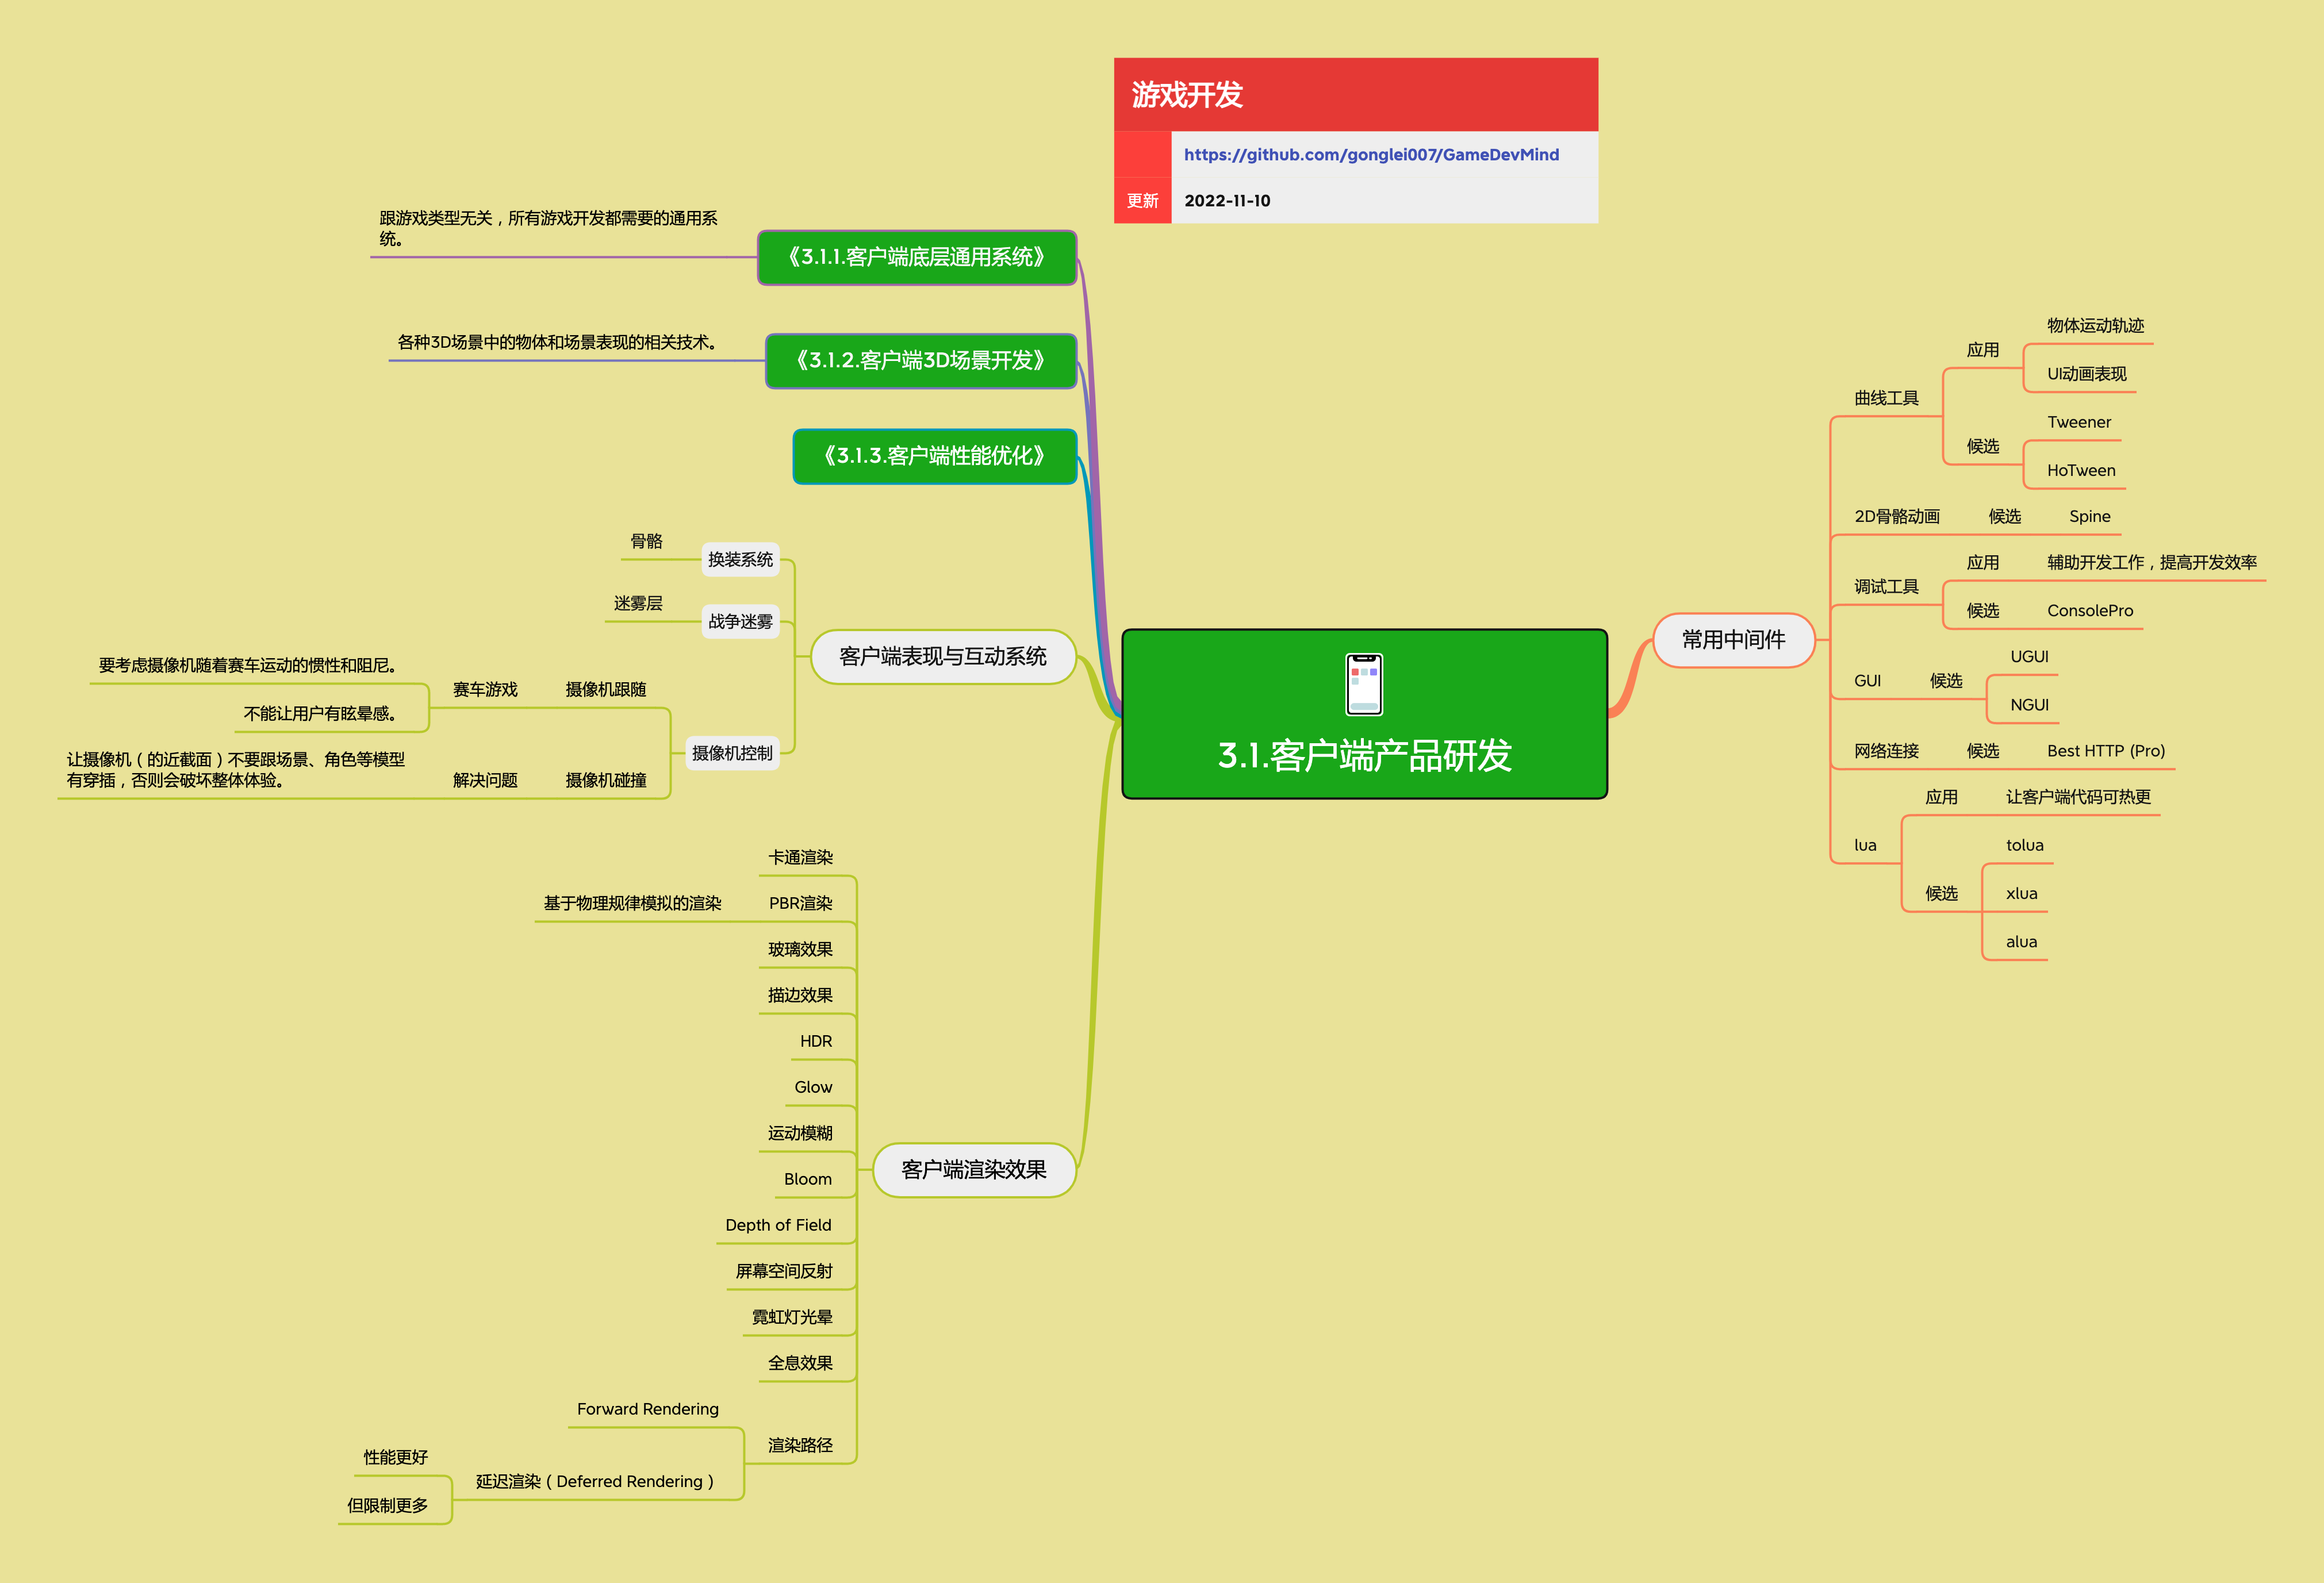 游戏开发
https://github.com/gonglei007/GameDevMind
更新
2022-11-10
3.1.客户端产品研发
《3.1.1.客户端底层通用系统》
跟游戏类型无关，所有游戏开发都需要的通用系
统。
《3.1.2.客户端3D场景开发》
各种3D场景中的物体和场景表现的相关技术。
《3.1.3.客户端性能优化》
客户端表现与互动系统
换装系统
骨骼
战争迷雾
迷雾层
摄像机控制
摄像机跟随
赛车游戏
要考虑摄像机随着赛车运动的惯性和阻尼。
不能让用户有眩晕感。
摄像机碰撞
解决问题
让摄像机（的近截面）不要跟场景、角色等模型
有穿插，否则会破坏整体体验。
客户端渲染效果
卡通渲染
PBR渲染
基于物理规律模拟的渲染
玻璃效果
描边效果
HDR
Glow
运动模糊
Bloom
Depth of Field
屏幕空间反射
霓虹灯光晕
全息效果
渲染路径
Forward Rendering
延迟渲染（Deferred Rendering）
性能更好
但限制更多
常用中间件
曲线工具
应用
物体运动轨迹
UI动画表现
候选
Tweener
HoTween
2D骨骼动画
候选
Spine
调试工具
应用
辅助开发工作，提高开发效率
候选
ConsolePro
GUI
候选
UGUI
NGUI
网络连接
候选
Best HTTP (Pro)
lua
应用
让客户端代码可热更
候选
tolua
xlua
alua